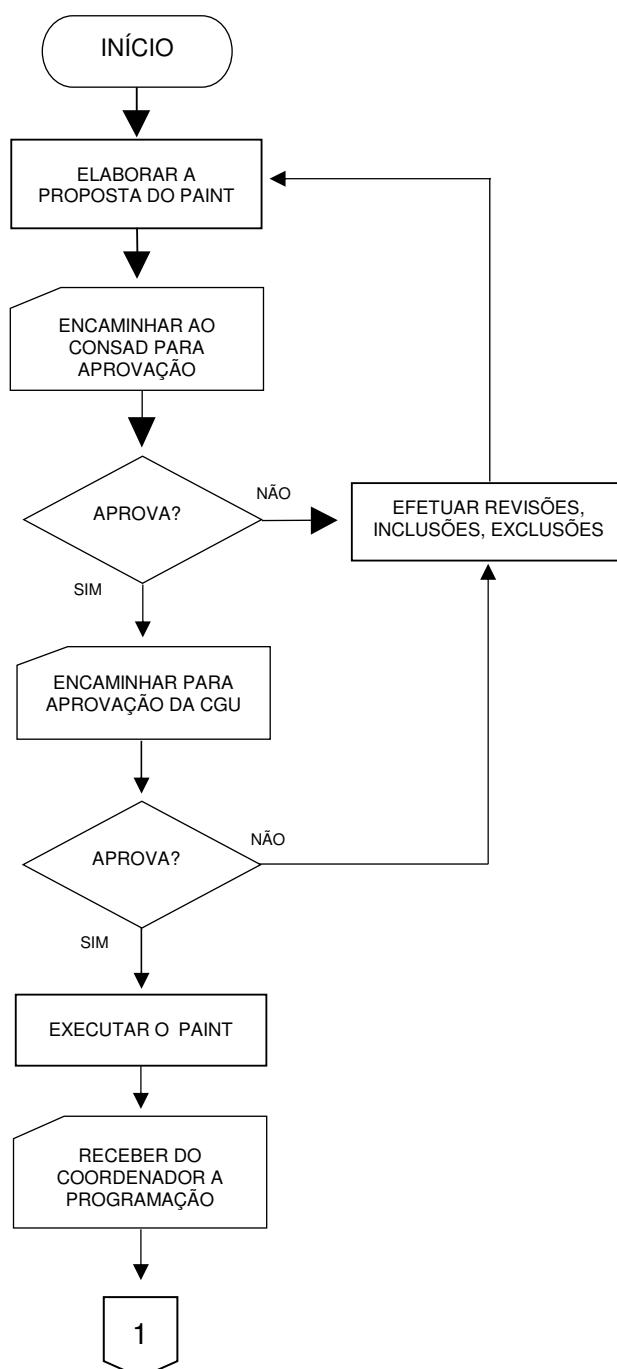 INÍCIO
ELABORAR A
PROPOSTA DO PAINT
ENCAMINHAR AO
CONSAD PARA
APROVAÇÃO
APROVA?
NÃO
EFETUAR REVISÕES,
INCLUSÕES, EXCLUSÕES
SIM
ENCAMINHAR PARA
APROVAÇÃO DA CGU
APROVA?
NÃO
SIM
EXECUTAR O PAINT
RECEBER DO
COORDENADOR A
PROGRAMAÇÃO
1